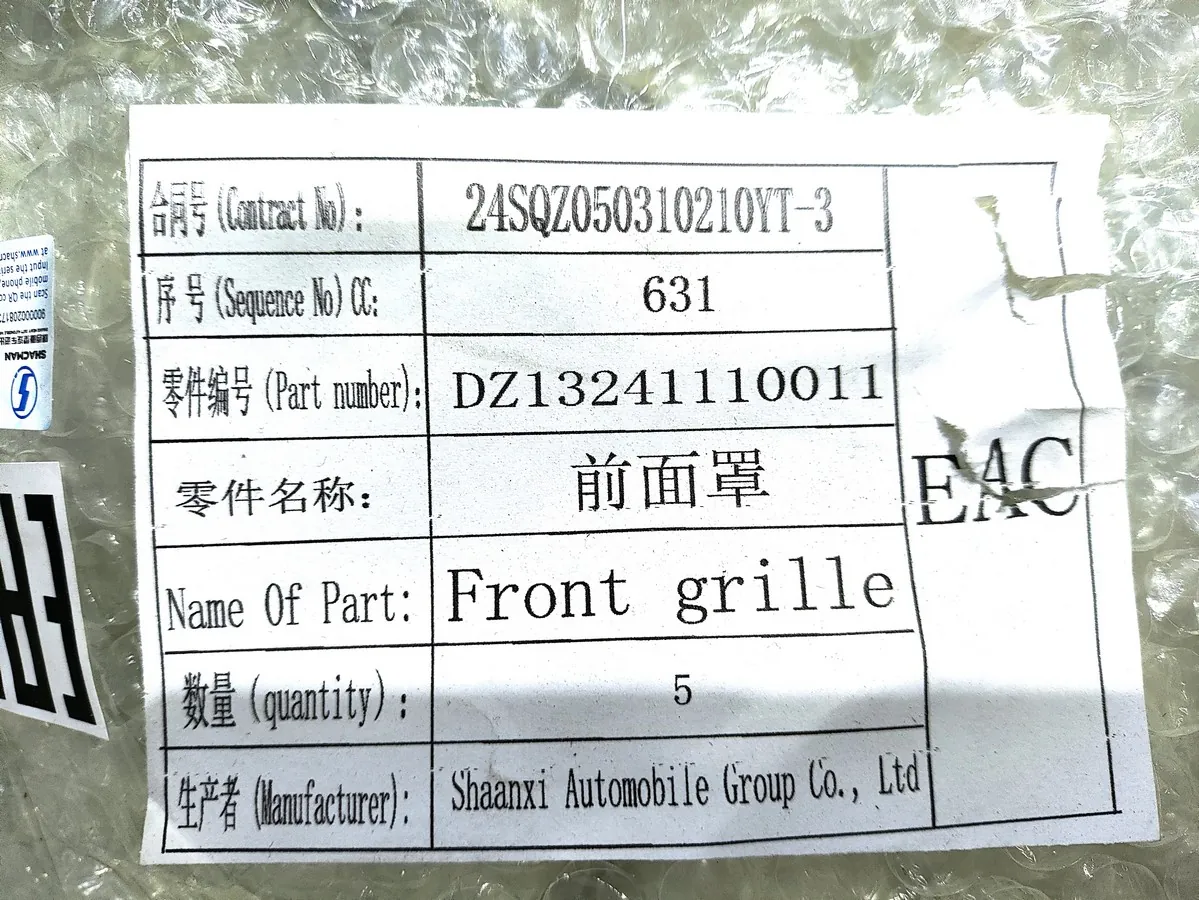 合同号(Contract No): 24SQZ050310210YT-3
序号(Sequence No)CC: 631
零件编号(Part number): DZ13241110011
零件名称: 前面罩
Name Of Part: Front grille
数量(quantity): 5
生产者(Manufacturer): Shaanxi Automobile Group Co., Ltd
EAC
SHACMAN